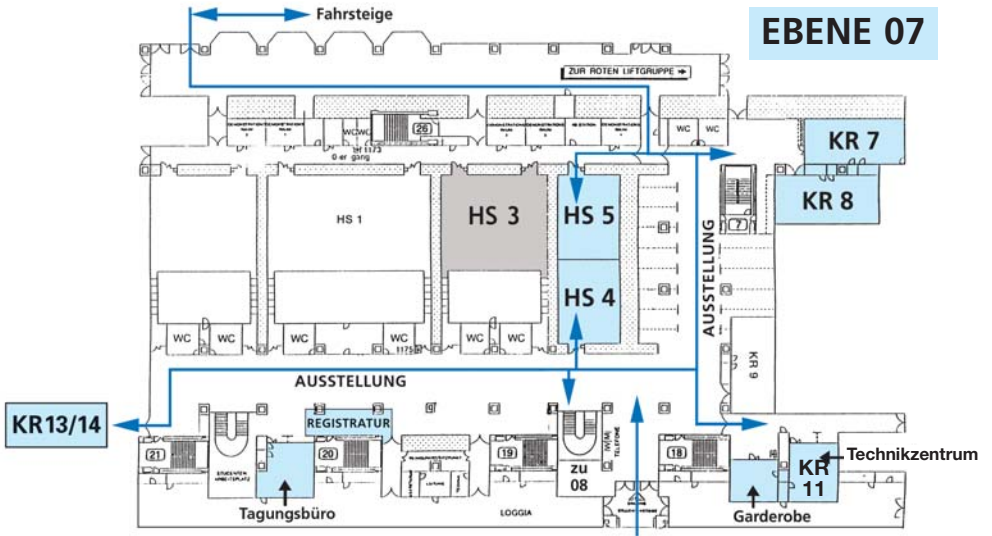 Fahrsteige
EBENE 07
ZUR ROTEN LIFTGRUPPE
WC WC
26
WC WC
KR 7
KR 8
7
HS 1
HS 3
HS 5
HS 4
AUSSTELLUNG
WC WC
WC WC
WC WC
KR 9
AUSSTELLUNG
KR13/14
REGISTRATUR
21
20
19
zu
08
TELEFONE
18
KR
11
Technikzentrum
Tagungsbüro
LOGGIA
Garderobe